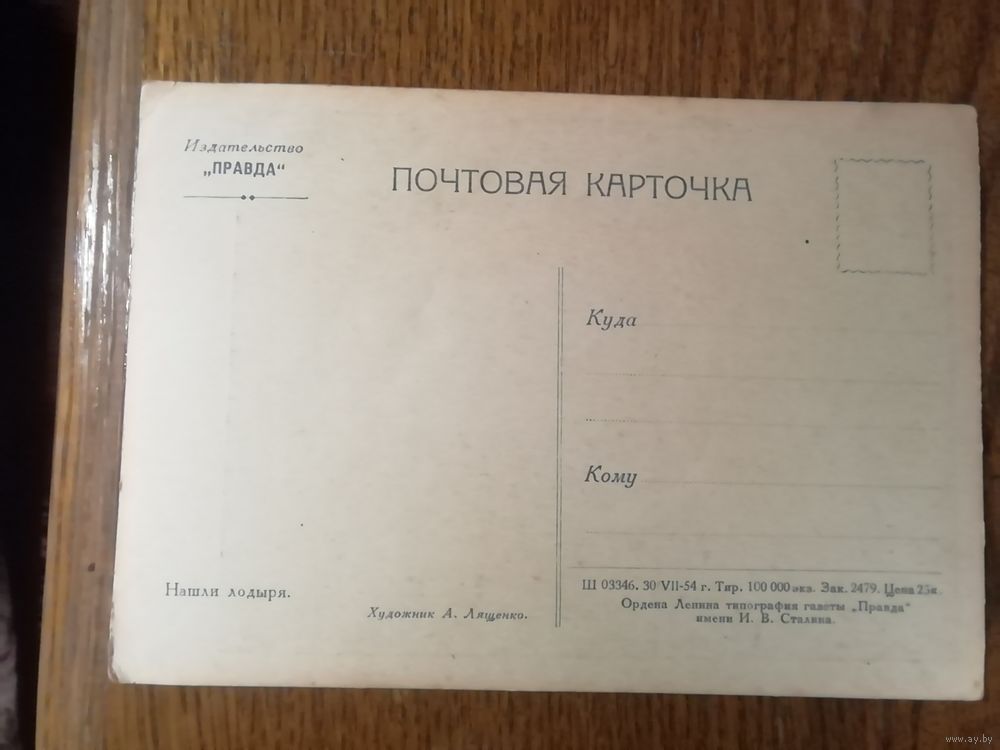 Издательство
„ПРАВДА“
ПОЧТОВАЯ КАРТОЧКА
Куда
Кому
Нашли лодыря.
Художник А. Лященко.
Ш 03346. 30 VII-54 г. Тир. 100 000 экз. Зак. 2479. Цена 25к.
Ордена Ленина типография газеты „Правда“
имени И. В. Сталина.
www.ay.by